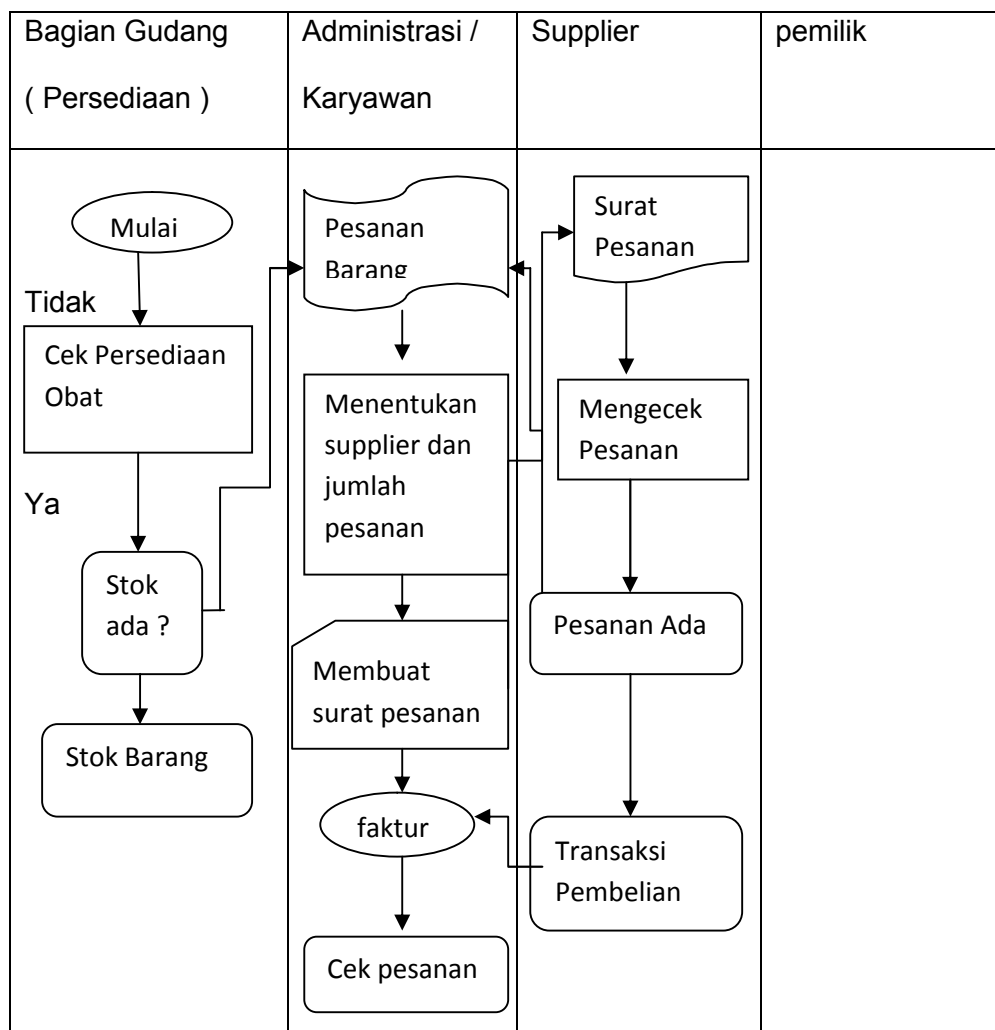 Bagian Gudang
( Persediaan )
Administrasi /
Karyawan
Supplier
pemilik
Mulai
Tidak
Cek Persediaan
Obat
Ya
Stok
ada ?
Stok Barang
Pesanan
Barang
Menentukan
supplier dan
jumlah
pesanan
Membuat
surat pesanan
faktur
Cek pesanan
Surat
Pesanan
Mengecek
Pesanan
Pesanan Ada
Transaksi
Pembelian